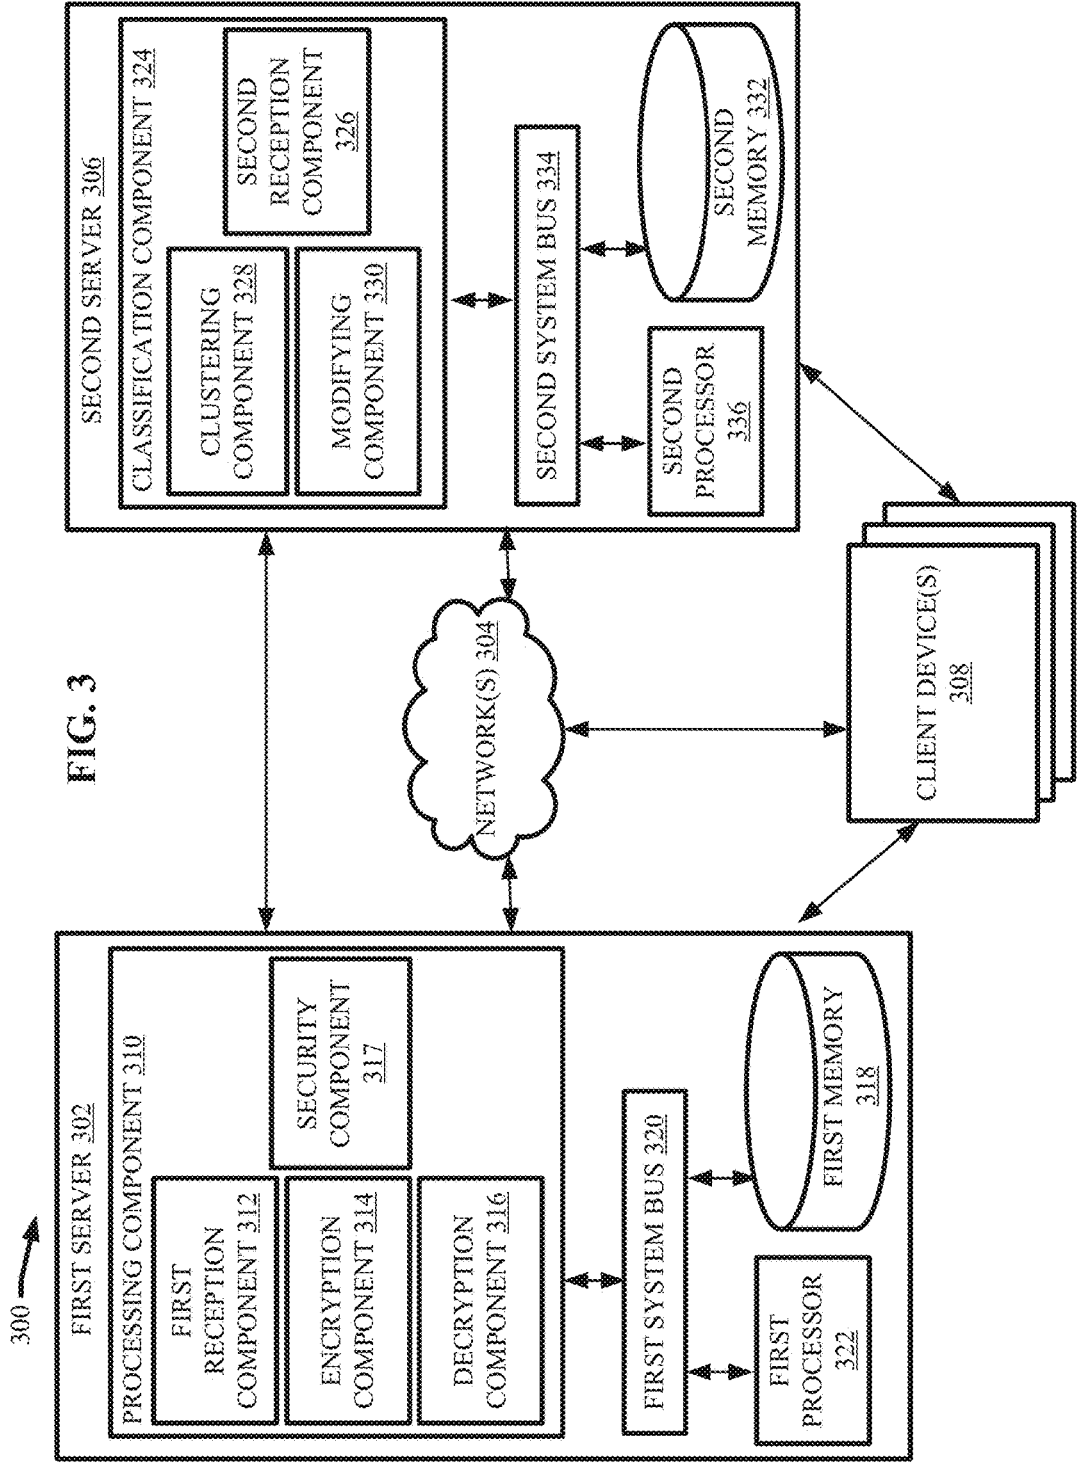 FIG. 3
300
FIRST SERVER 302
PROCESSING COMPONENT 310
FIRST
RECEPTION
COMPONENT 312
ENCRYPTION
COMPONENT 314
DECRYPTION
COMPONENT 316
SECURITY
COMPONENT
317
FIRST SYSTEM BUS 320
FIRST
PROCESSOR
322
FIRST MEMORY
318
NETWORK(S) 304
CLIENT DEVICE(S)
308
SECOND SERVER 306
CLASSIFICATION COMPONENT 324
CLUSTERING
COMPONENT 328
MODIFYING
COMPONENT 330
SECOND
RECEPTION
COMPONENT
326
SECOND SYSTEM BUS 334
SECOND
PROCESSOR
336
SECOND
MEMORY 332